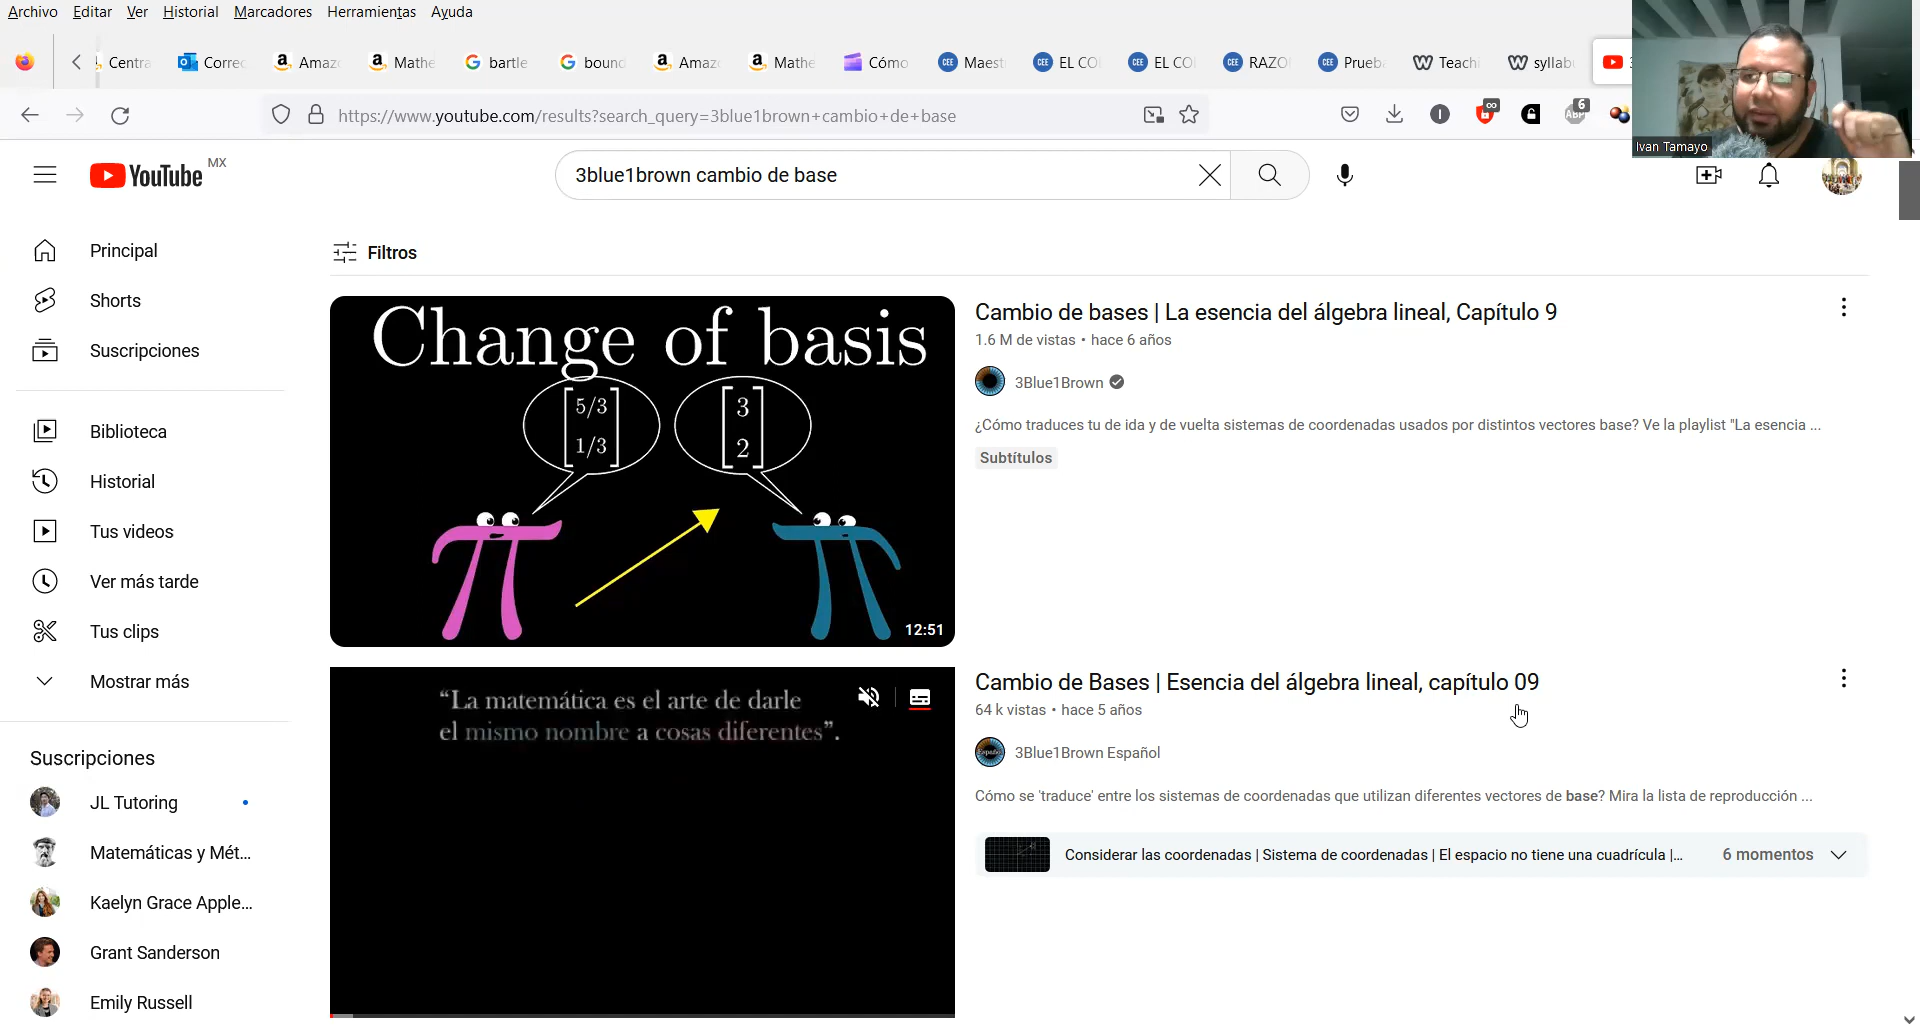 Archivo Editar Ver Historial Marcadores Herramientas Ayuda
Centra Correc Amaz Mathe bartle bound Amaz Mathe Cómo Maest EL CO EL CO RAZO Prueba Teachi syllab
https://www.youtube.com/results?search_query=3blue1brown+cambio+de+base
6
ABP
Ivan Tamayo
YouTube MX
3blue1brown cambio de base
Principal
Shorts
Suscripciones
Biblioteca
Historial
Tus videos
Ver más tarde
Tus clips
Mostrar más
Suscripciones
JL Tutoring
Matemáticas y Mét...
Kaelyn Grace Apple...
Grant Sanderson
Emily Russell
Filtros
Change of basis
5/3
1/3
3
2
12:51
Cambio de bases | La esencia del álgebra lineal, Capítulo 9
1.6 M de vistas • hace 6 años
3Blue1Brown
¿Cómo traduces tu de ida y de vuelta sistemas de coordenadas usados por distintos vectores base? Ve la playlist "La esencia ...
Subtítulos
“La matemática es el arte de darle
el mismo nombre a cosas diferentes”.
Cambio de Bases | Esencia del álgebra lineal, capítulo 09
64 k vistas • hace 5 años
3Blue1Brown Español
Cómo se 'traduce' entre los sistemas de coordenadas que utilizan diferentes vectores de base? Mira la lista de reproducción ...
Considerar las coordenadas | Sistema de coordenadas | El espacio no tiene una cuadrícula |...
6 momentos